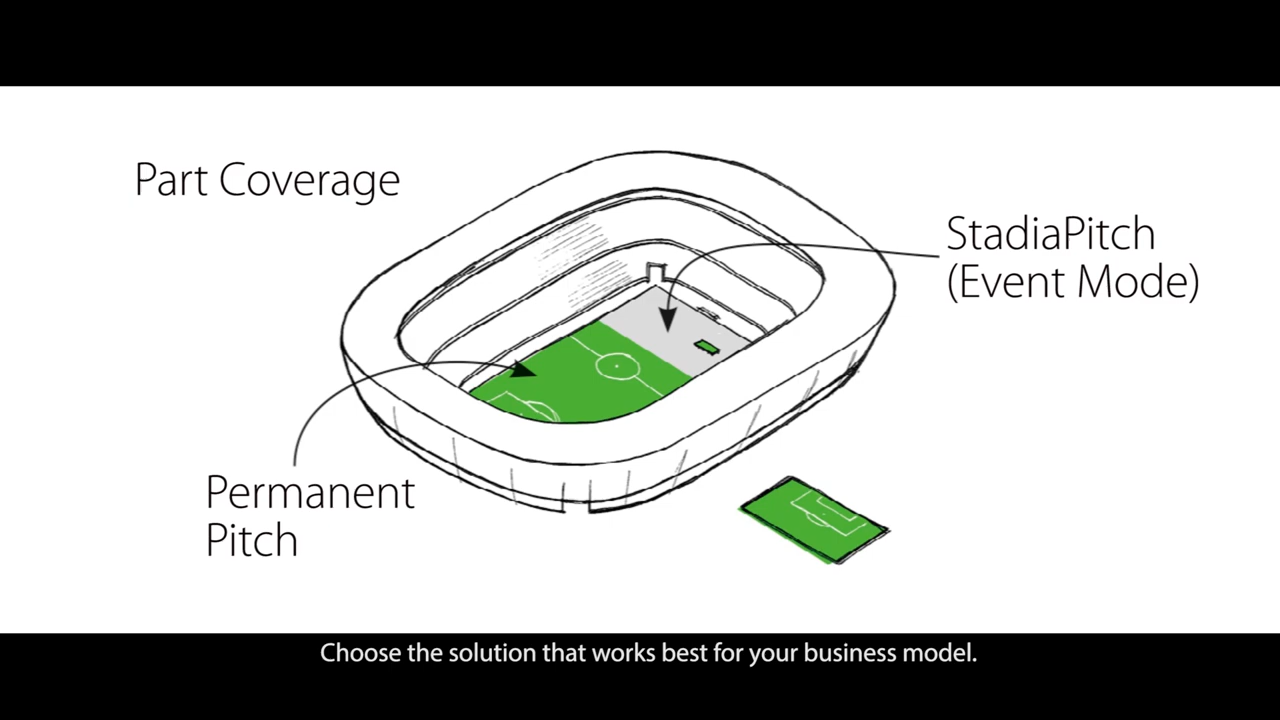 Part Coverage
StadiaPitch
(Event Mode)
Permanent
Pitch
Choose the solution that works best for your business model.